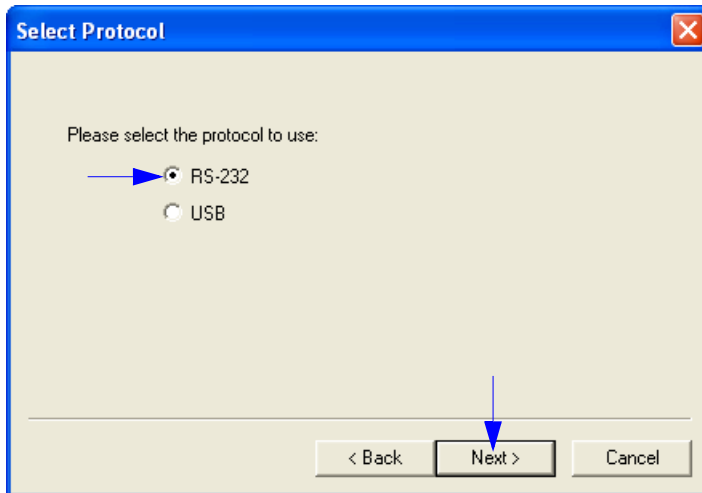 Select Protocol
Please select the protocol to use:
RS-232
USB
< Back Next > Cancel